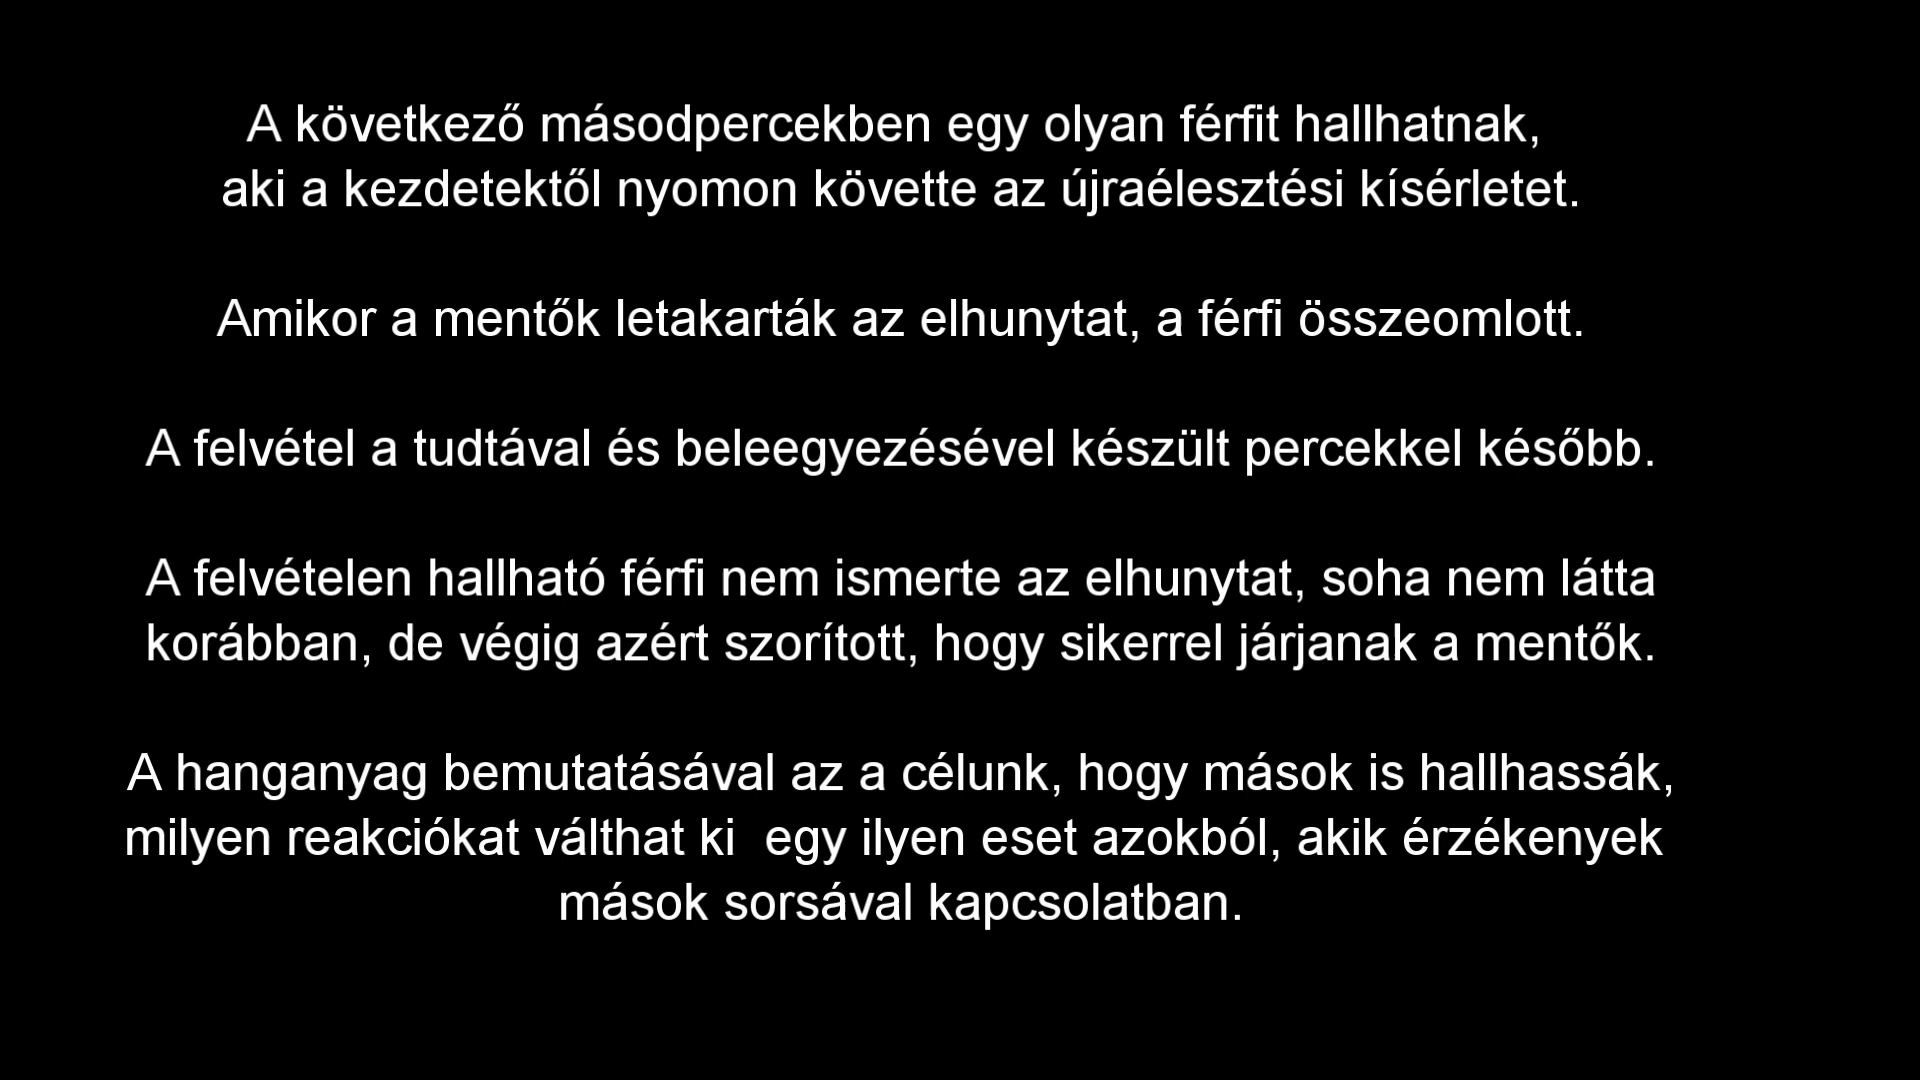 A következő másodpercekben egy olyan férfit hallhatnak,
aki a kezdetektől nyomon követte az újraélesztési kísérletet.
Amikor a mentők letakarták az elhunytat, a férfi összeomlott.
A felvétel a tudtával és beleegyezésével készült percekkel később.
A felvételen hallható férfi nem ismerte az elhunytat, soha nem látta
korábban, de végig azért szorított, hogy sikerrel járjanak a mentők.
A hanganyag bemutatásával az a célunk, hogy mások is hallhassák,
milyen reakciókat válthat ki  egy ilyen eset azokból, akik érzékenyek
mások sorsával kapcsolatban.